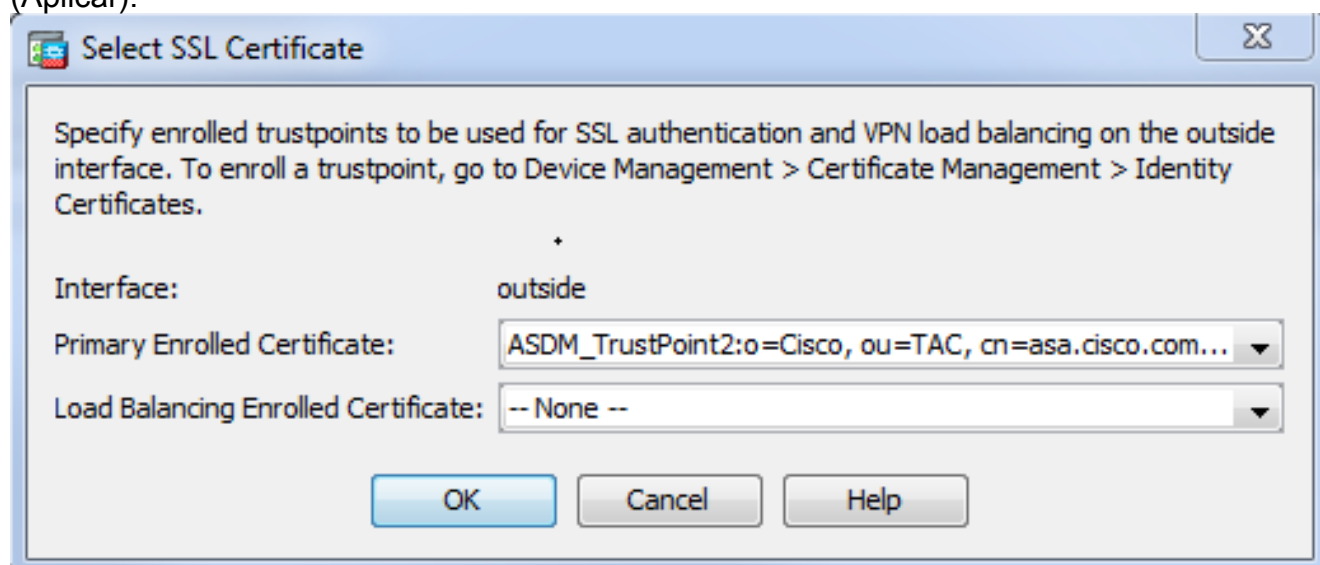 (Aplicar).
Select SSL Certificate
Specify enrolled trustpoints to be used for SSL authentication and VPN load balancing on the outside
interface. To enroll a trustpoint, go to Device Management > Certificate Management > Identity
Certificates.
Interface: outside
Primary Enrolled Certificate: ASDM_TrustPoint2:o=Cisco, ou=TAC, cn=asa.cisco.com...
Load Balancing Enrolled Certificate: -- None --
OK Cancel Help